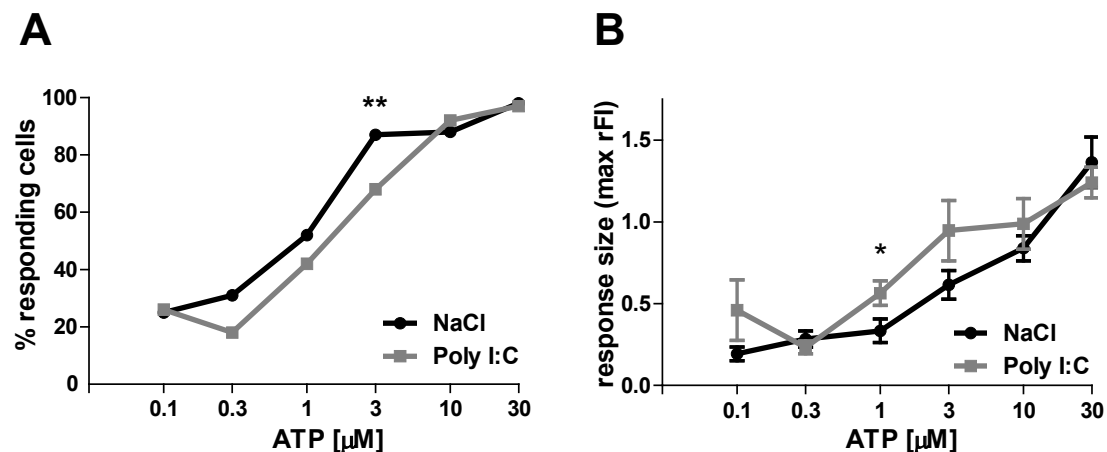 A
% responding cells
100
80
60
40
20
0
**
NaCl
Poly I:C
0.1 0.3 1 3 10 30
ATP [μM]
B
response size (max rFI)
1.5
1.0
0.5
0.0
*
NaCl
Poly I:C
0.1 0.3 1 3 10 30
ATP [μM]